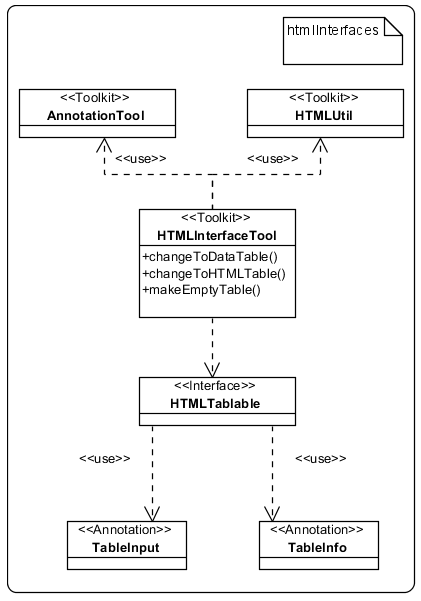 htmlInterfaces
<<Toolkit>>
AnnotationTool
<<Toolkit>>
HTMLUtil
<<use>>
<<use>>
<<Toolkit>>
HTMLInterfaceTool
+changeToDataTable()
+changeToHTMLTable()
+makeEmptyTable()
<<Interface>>
HTMLTablable
<<use>>
<<use>>
<<Annotation>>
TableInput
<<Annotation>>
TableInfo